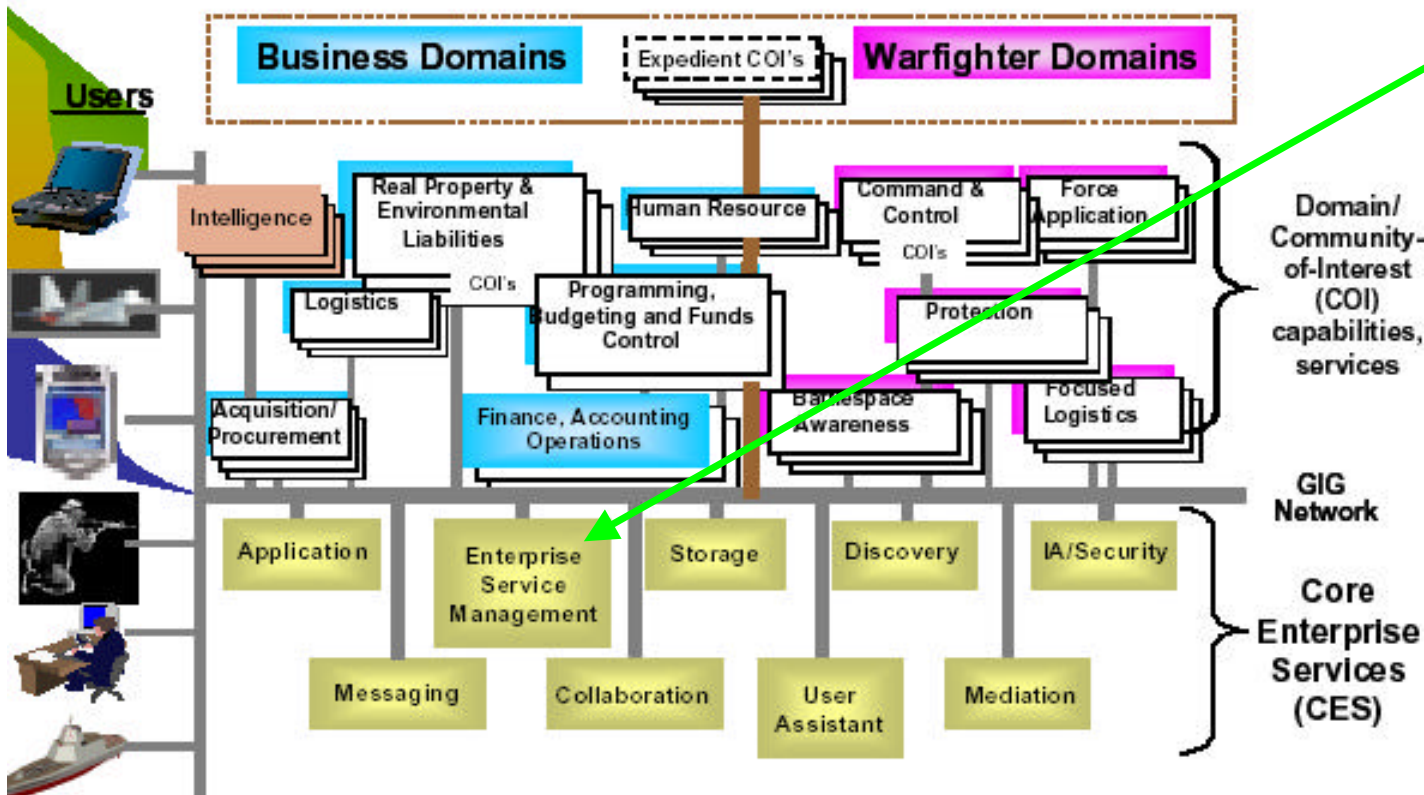 Business Domains
Expedient COI's
Warfighter Domains
Users
Intelligence
Real Property &
Environmental
Liabilities
COI's
Human Resource
Command &
Control
COI's
Force
Application
Domain/
Community-
of-Interest
(COI)
capabilities,
services
Logistics
Programming,
Budgeting and Funds
Control
Protection
Acquisition/
Procurement
Finance, Accounting
Operations
Battlespace
Awareness
Focused
Logistics
GIG
Network
Application
Enterprise
Service
Management
Storage
Discovery
IA/Security
Core
Enterprise
Services
(CES)
Messaging
Collaboration
User
Assistant
Mediation